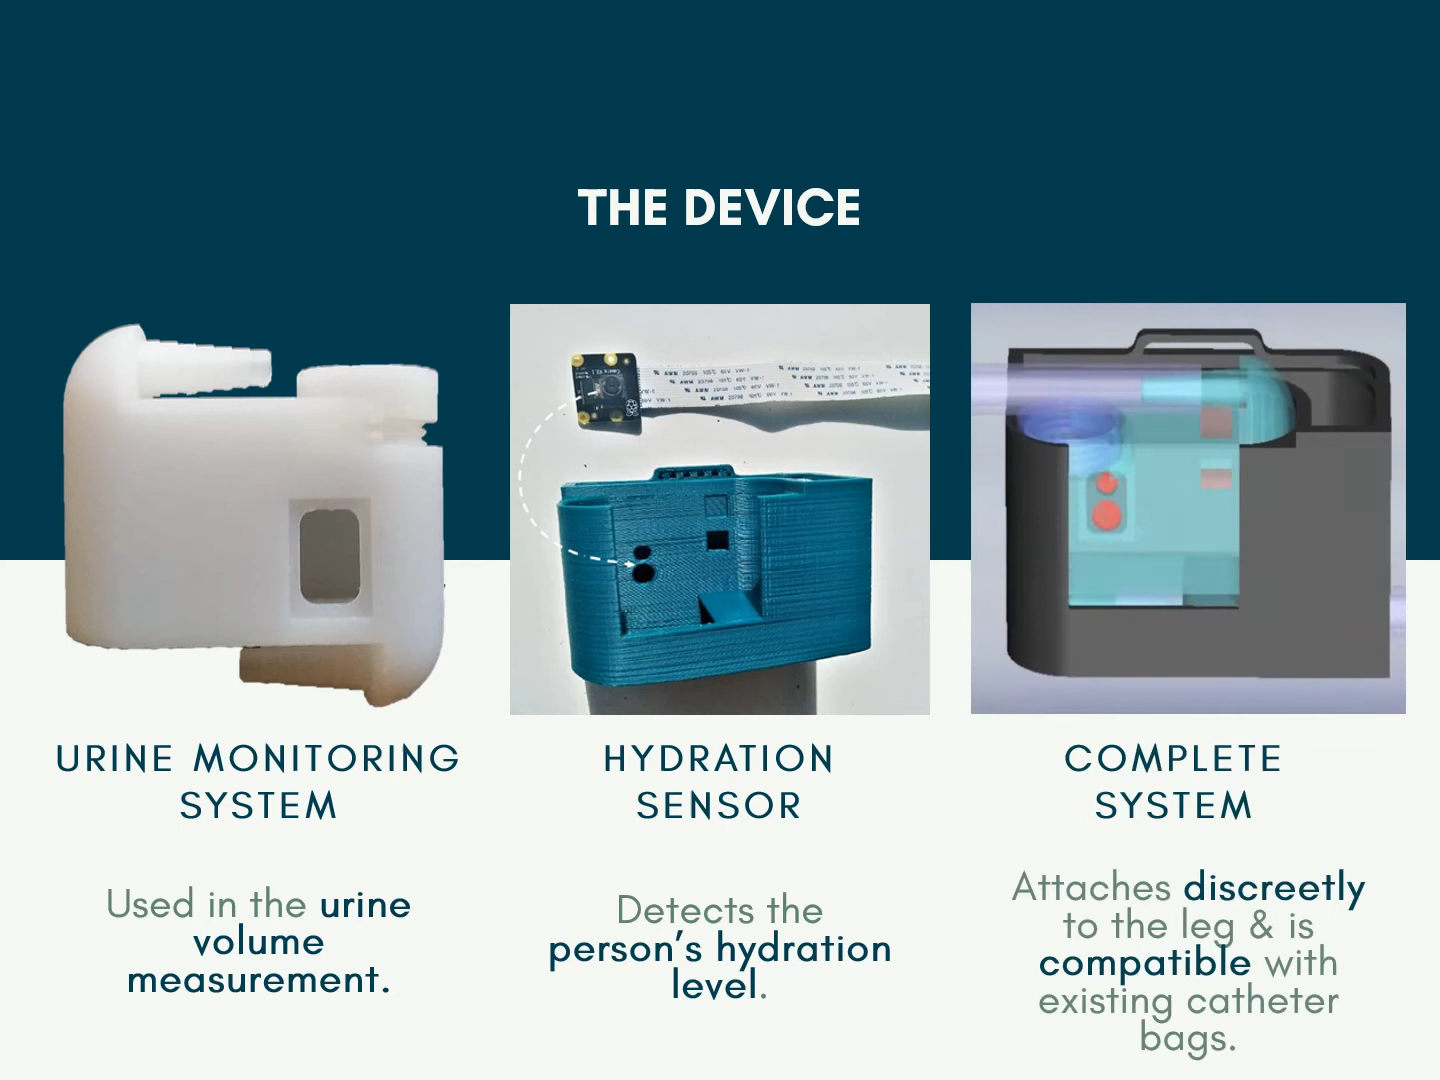 THE DEVICE
URINE MONITORING
SYSTEM
Used in the urine
volume
measurement.
HYDRATION
SENSOR
Detects the
person's hydration
level.
COMPLETE
SYSTEM
Attaches discreetly
to the leg & is
compatible with
existing catheter
bags.